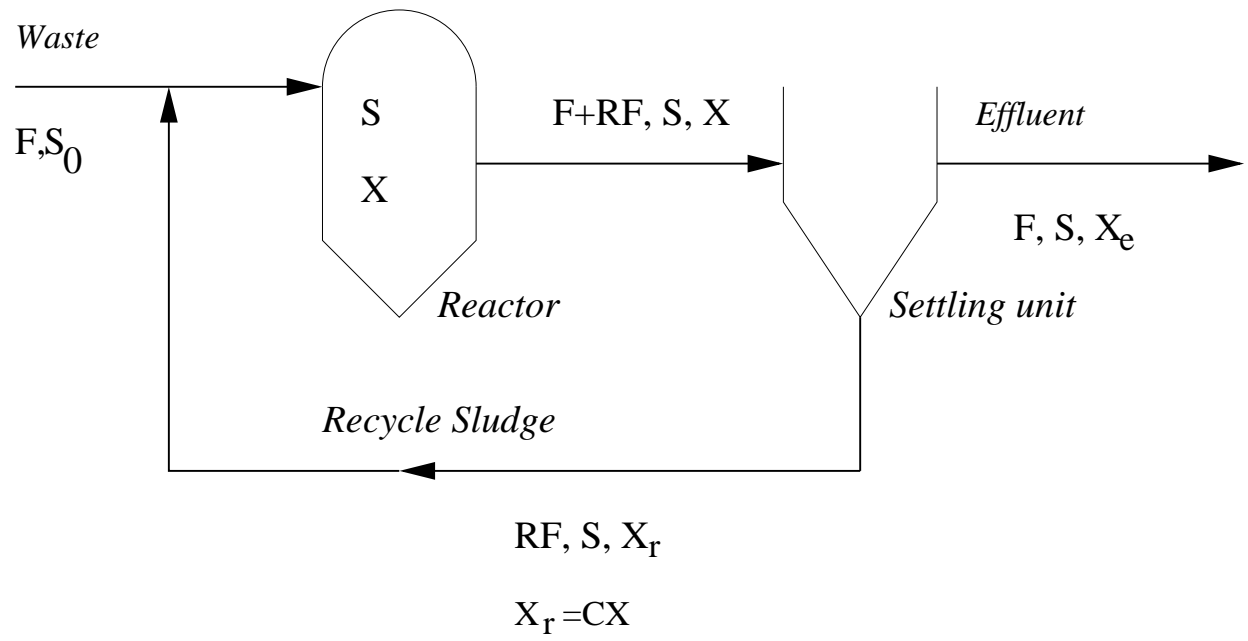 Waste
F,S0
S
X
Reactor
F+RF, S, X
Effluent
F, S, Xe
Settling unit
Recycle Sludge
RF, S, Xr
Xr =CX